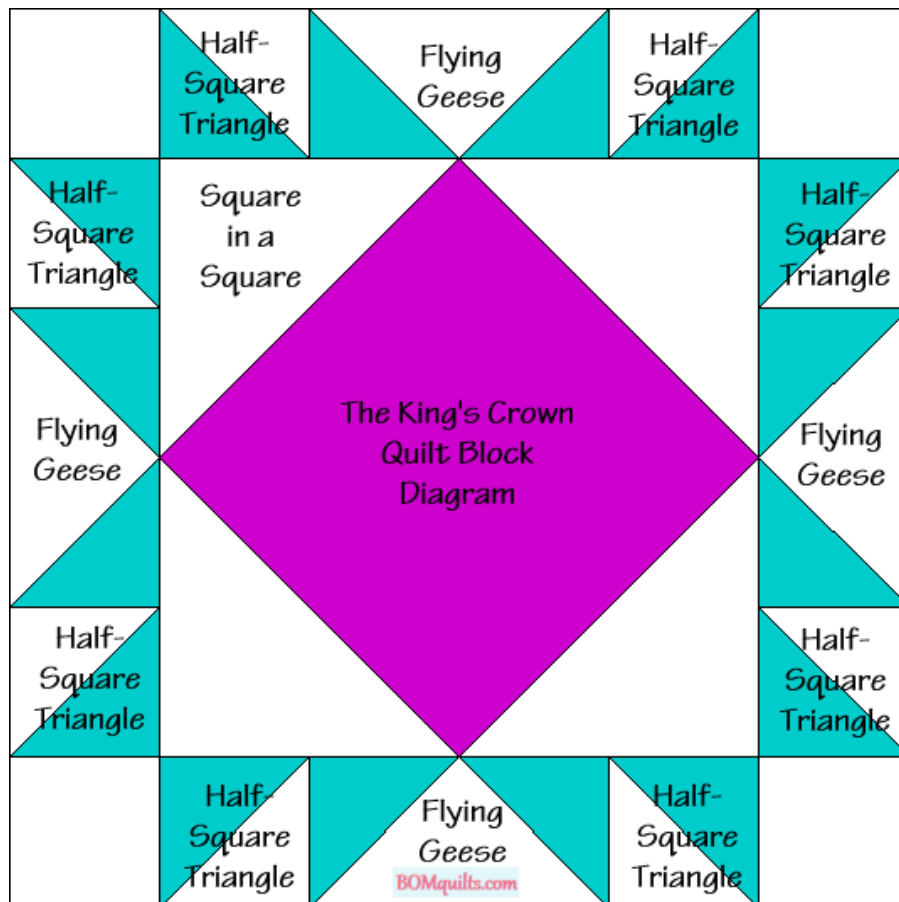 Half-
Square
Triangle
Flying
Geese
Half-
Square
Triangle
Half-
Square
Triangle
Square
in a
Square
Half-
Square
Triangle
Flying
Geese
The King's Crown
Quilt Block
Diagram
Flying
Geese
Half-
Square
Triangle
Half-
Square
Triangle
Half-
Square
Triangle
Flying
Geese
BOMquilts.com
Half-
Square
Triangle